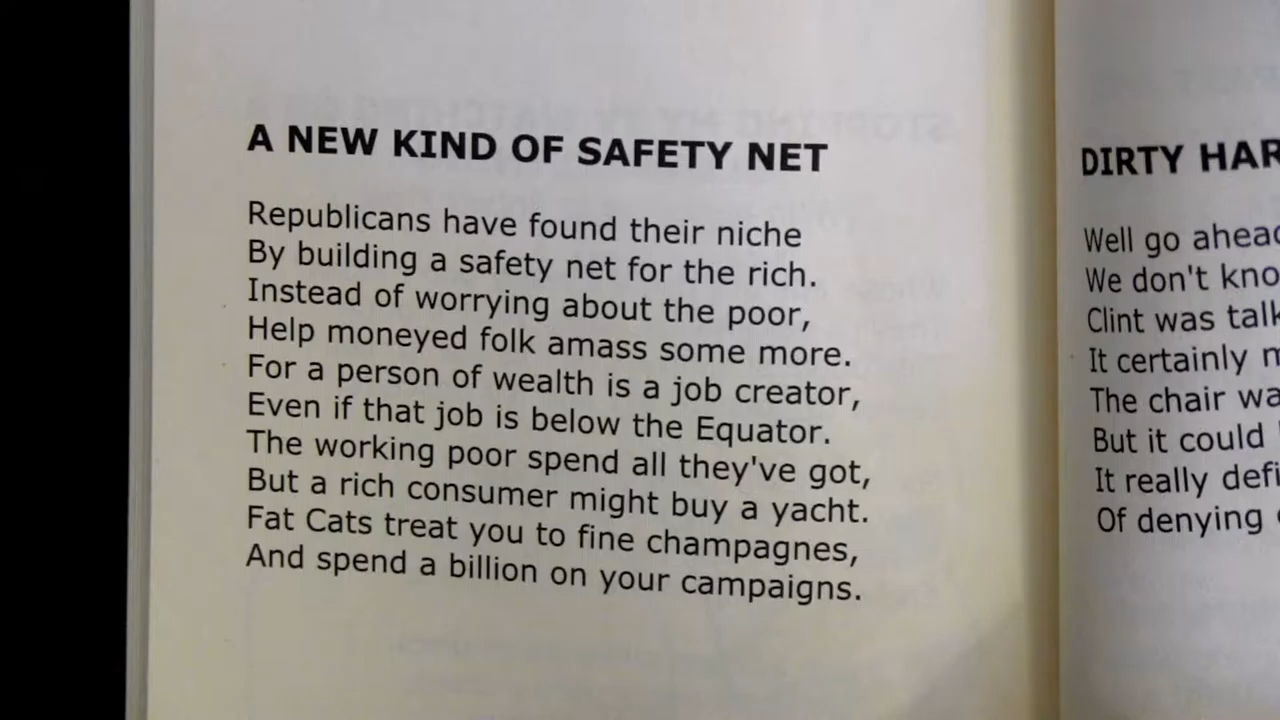 A NEW KIND OF SAFETY NET
Republicans have found their niche
By building a safety net for the rich.
Instead of worrying about the poor,
Help moneyed folk amass some more.
For a person of wealth is a job creator,
Even if that job is below the Equator.
The working poor spend all they've got,
But a rich consumer might buy a yacht.
Fat Cats treat you to fine champagnes,
And spend a billion on your campaigns.
DIRTY HAR
Well go ahead
We don't kno
Clint was talk
It certainly
The chair wa
But it could
It really defi
Of denying